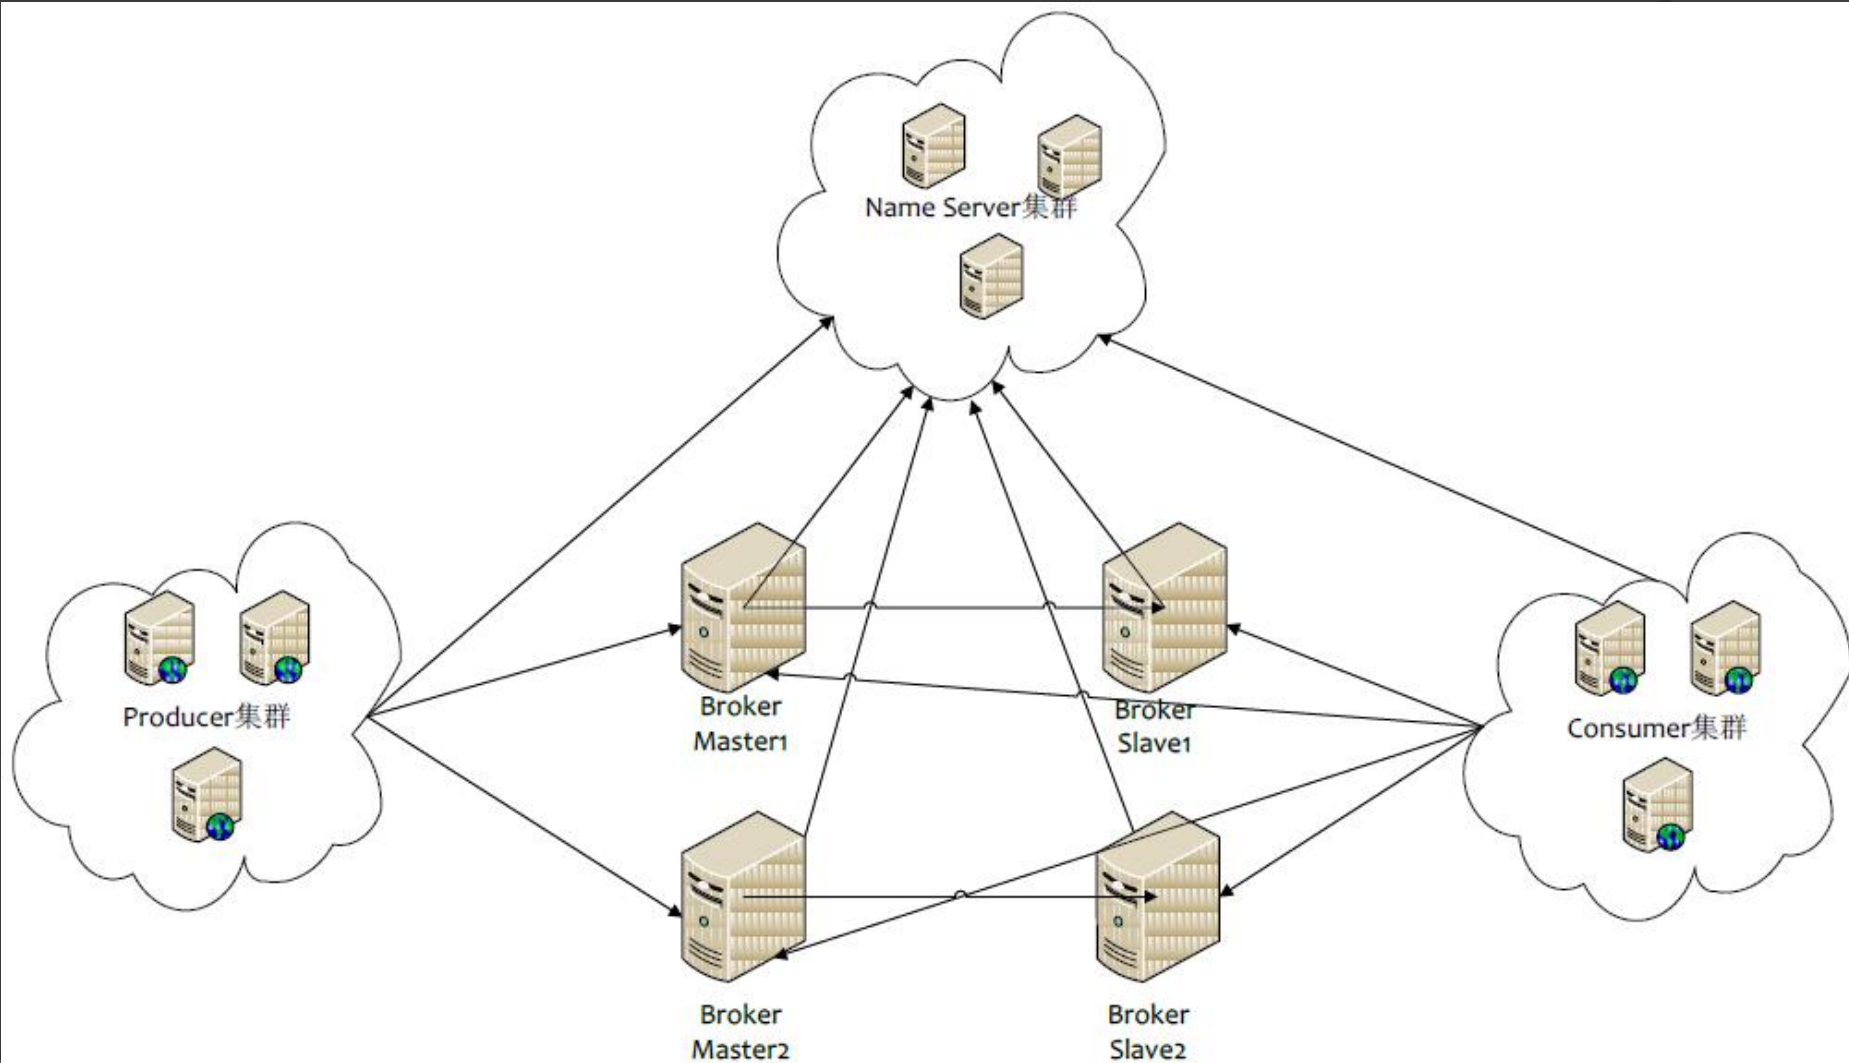 Name Server集群
Producer集群
Broker
Master1
Broker
Slave1
Consumer集群
Broker
Master2
Broker
Slave2